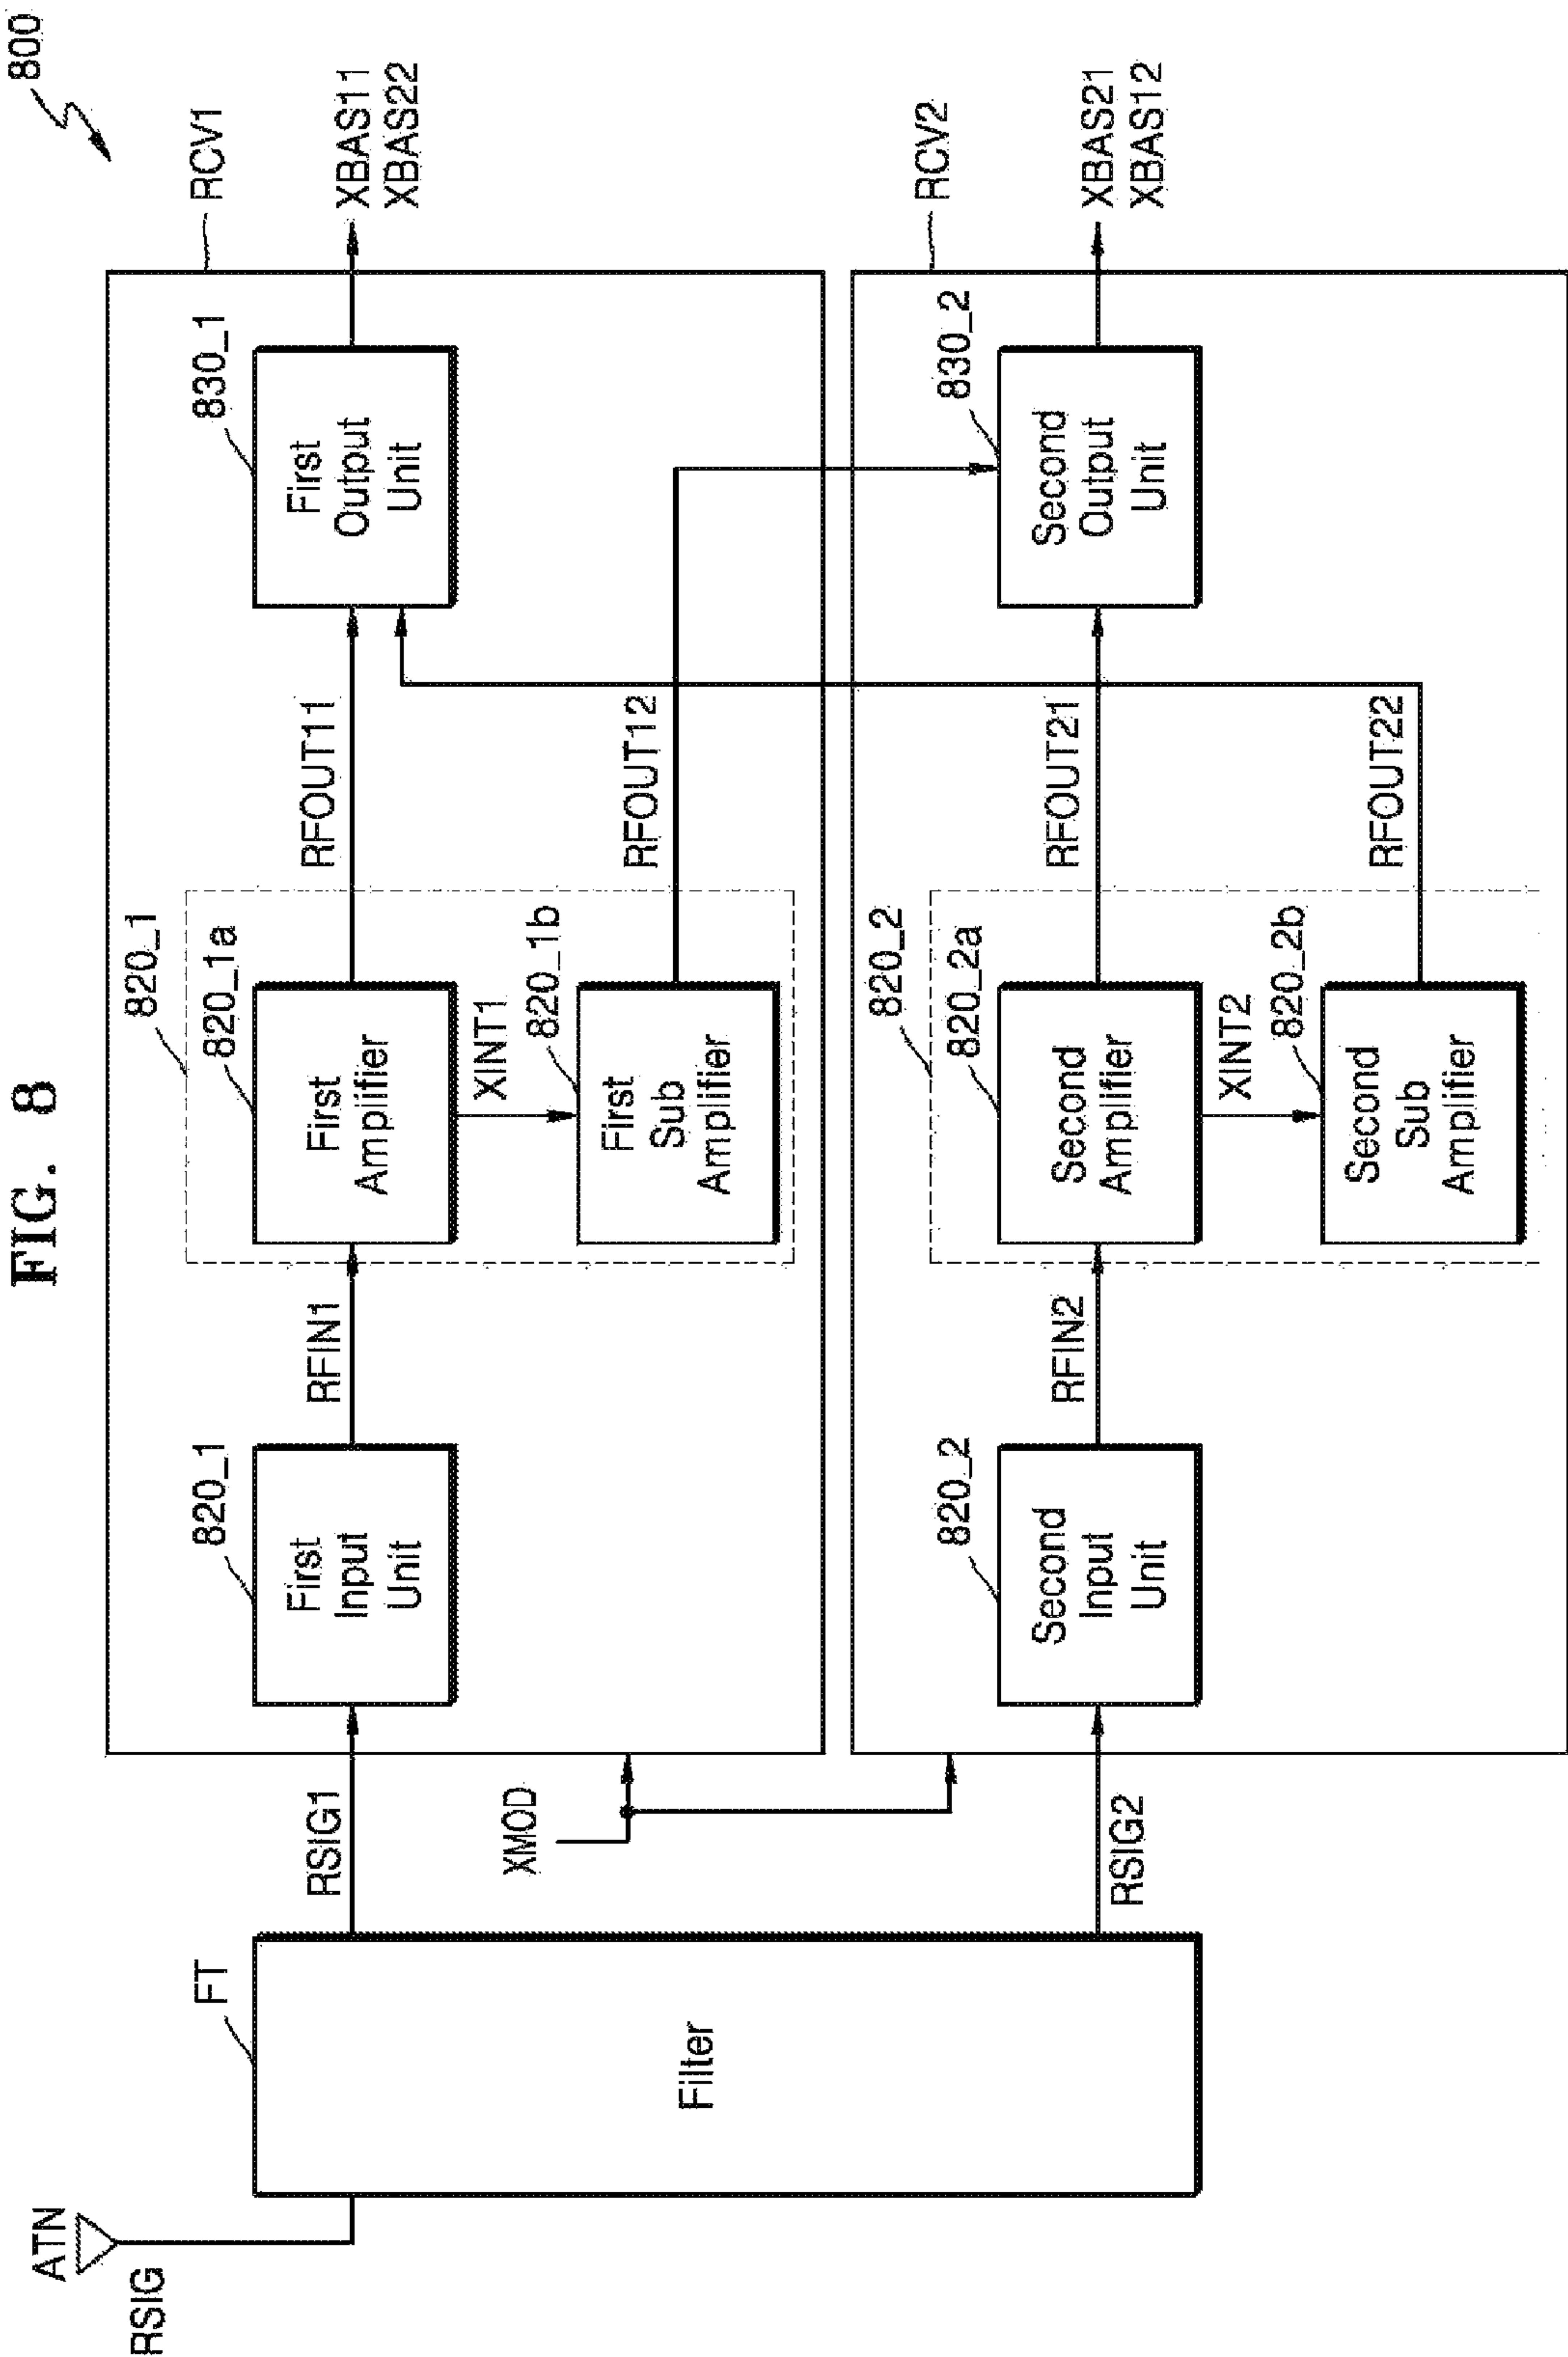 FIG. 8
800
ATN
RSIG
FT
Filter
RSIG1
XMOD
RSIG2
RCV1
820_1
First
Input
Unit
RFIN1
820_1
820_1a
First
Amplifier
XINT1
820_1b
First
Sub
Amplifier
RFOUT11
RFOUT12
830_1
First
Output
Unit
XBAS11
XBAS22
RCV2
820_2
Second
Input
Unit
RFIN2
820_2
820_2a
Second
Amplifier
XINT2
820_2b
Second
Sub
Amplifier
RFOUT21
RFOUT22
830_2
Second
Output
Unit
XBAS21
XBAS12